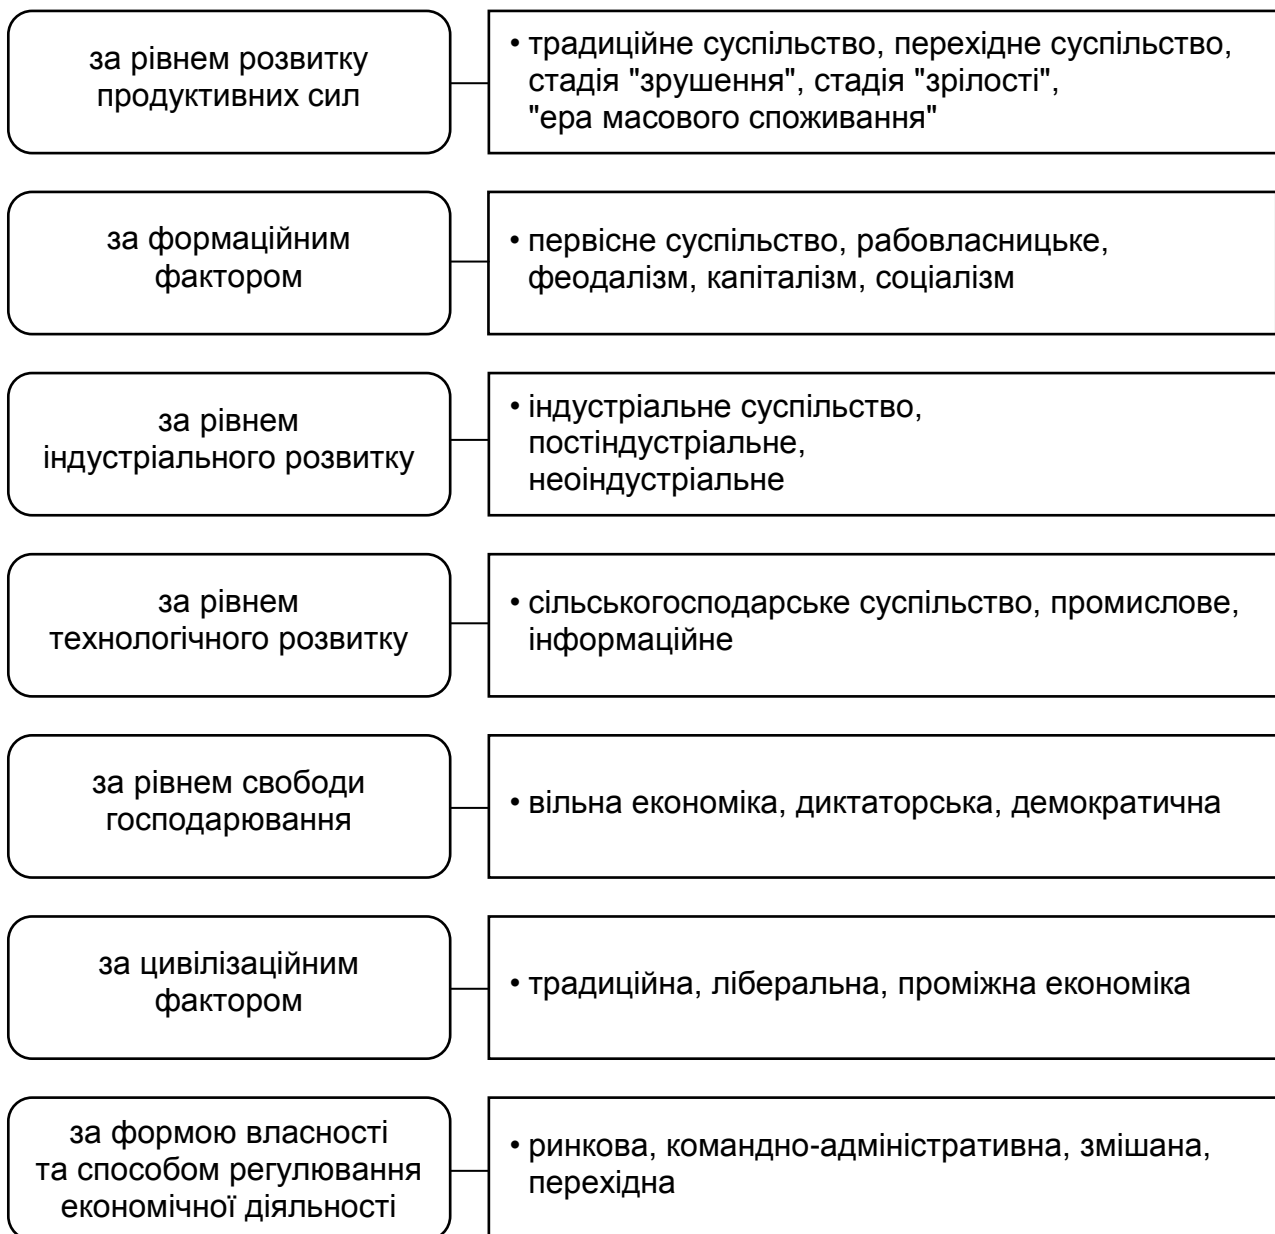 за рівнем розвитку
продуктивних сил
• традиційне суспільство, перехідне суспільство,
стадія "зрушення", стадія "зрілості",
"ера масового споживання"
за формаційним
фактором
• первісне суспільство, рабовласницьке,
феодалізм, капіталізм, соціалізм
за рівнем
індустріального розвитку
• індустріальне суспільство,
постіндустріальне,
неоіндустріальне
за рівнем
технологічного розвитку
• сільськогосподарське суспільство, промислове,
інформаційне
за рівнем свободи
господарювання
• вільна економіка, диктаторська, демократична
за цивілізаційним
фактором
• традиційна, ліберальна, проміжна економіка
за формою власності
та способом регулювання
економічної діяльності
• ринкова, командно-адміністративна, змішана,
перехідна